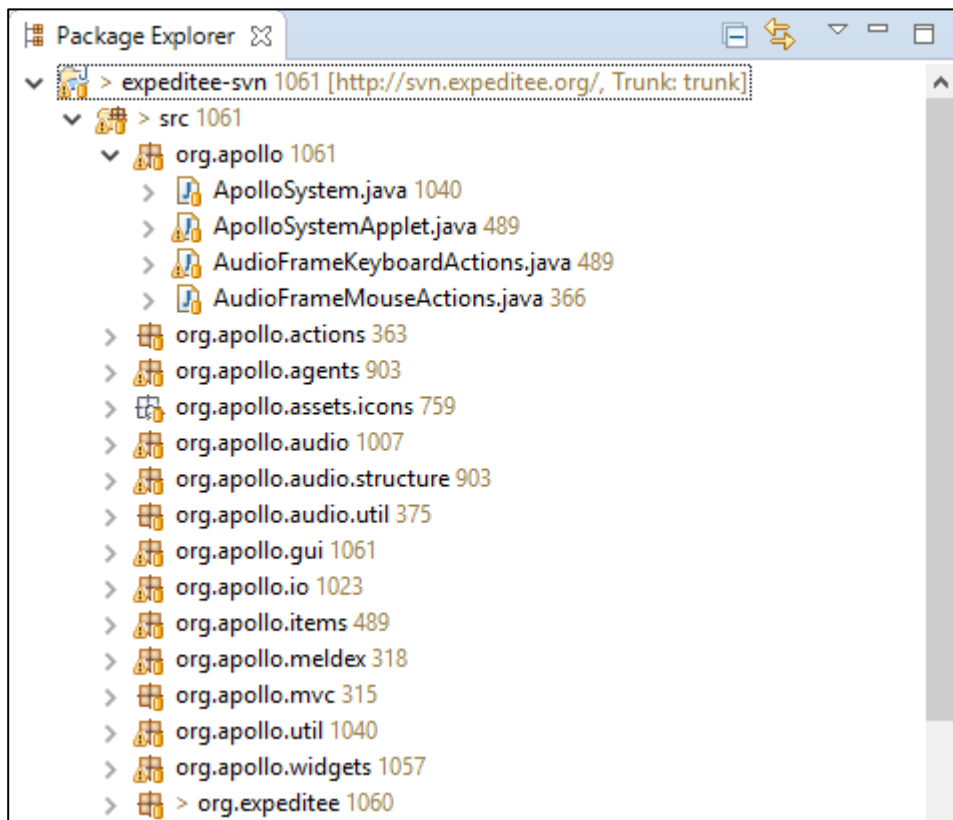 Package Explorer
> expeditee-svn 1061 [http://svn.expeditee.org/, Trunk: trunk]
> src 1061
org.apollo 1061
ApolloSystem.java 1040
ApolloSystemApplet.java 489
AudioFrameKeyboardActions.java 489
AudioFrameMouseActions.java 366
org.apollo.actions 363
org.apollo.agents 903
org.apollo.assets.icons 759
org.apollo.audio 1007
org.apollo.audio.structure 903
org.apollo.audio.util 375
org.apollo.gui 1061
org.apollo.io 1023
org.apollo.items 489
org.apollo.meldex 318
org.apollo.mvc 315
org.apollo.util 1040
org.apollo.widgets 1057
> org.expeditee 1060